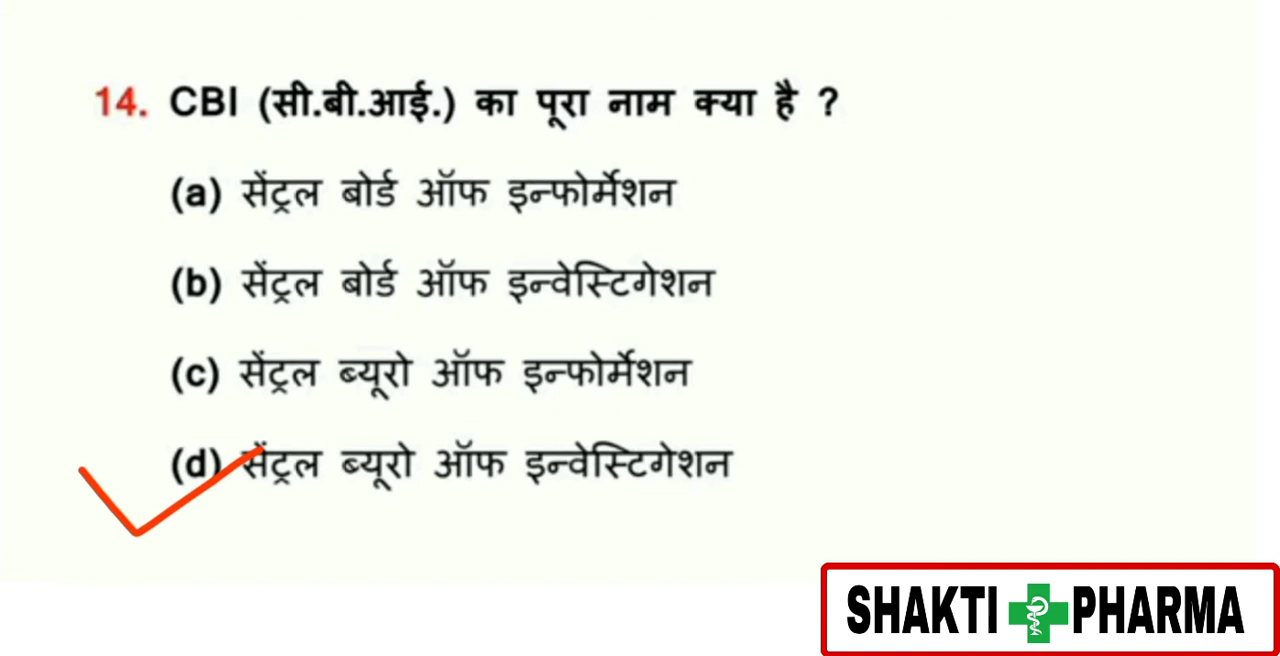 14. CBI (सी.बी.आई.) का पूरा नाम क्या है ?
(a) सेंट्रल बोर्ड ऑफ इन्फोर्मेशन
(b) सेंट्रल बोर्ड ऑफ इन्वेस्टिगेशन
(c) सेंट्रल ब्यूरो ऑफ इन्फोर्मेशन
(d) सेंट्रल ब्यूरो ऑफ इन्वेस्टिगेशन
SHAKTI PHARMA